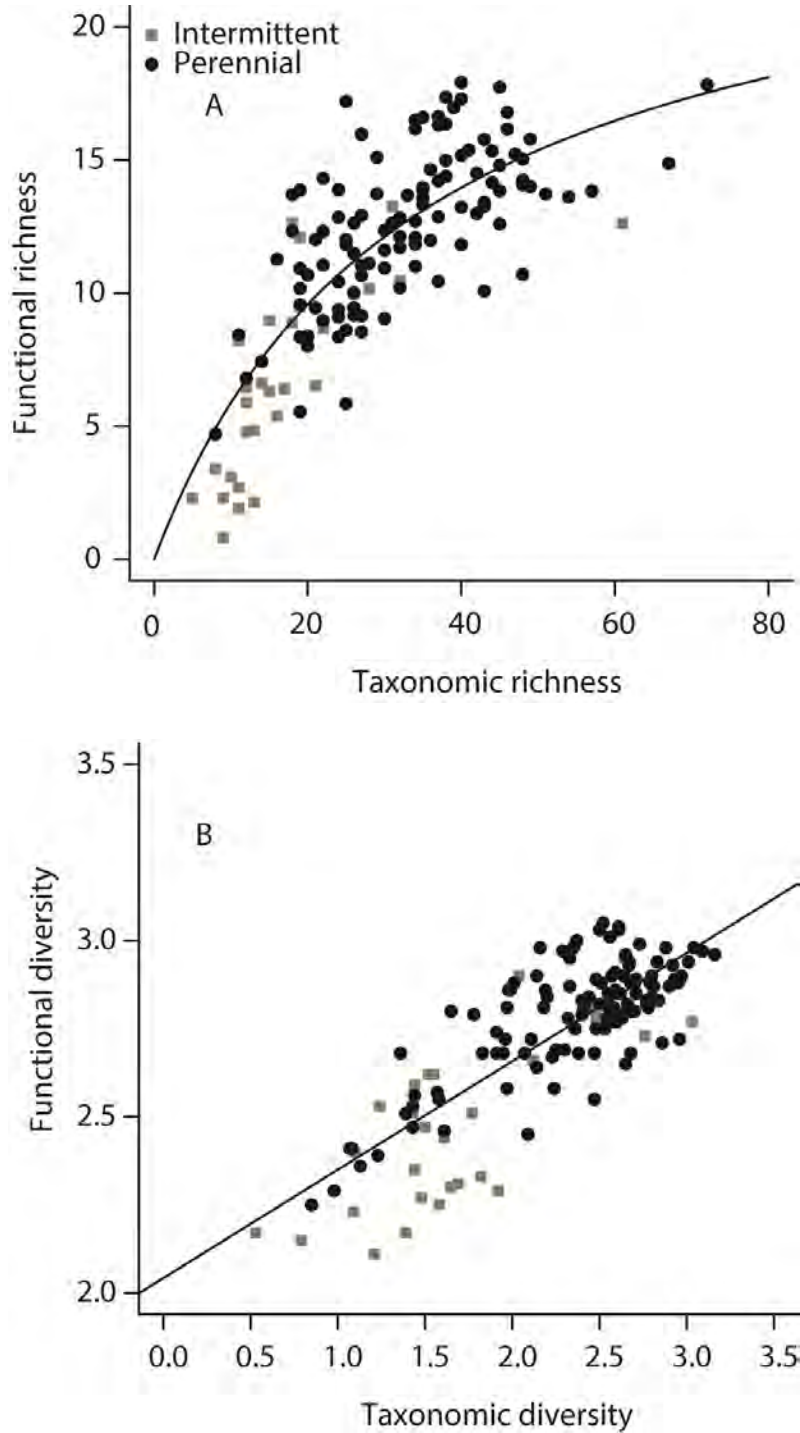 20
Intermittent
Perennial
A
15
10
5
0
Functional richness
0 20 40 60 80
Taxonomic richness
3.5
B
3.0
2.5
2.0
Functional diversity
0.0 0.5 1.0 1.5 2.0 2.5 3.0 3.5
Taxonomic diversity